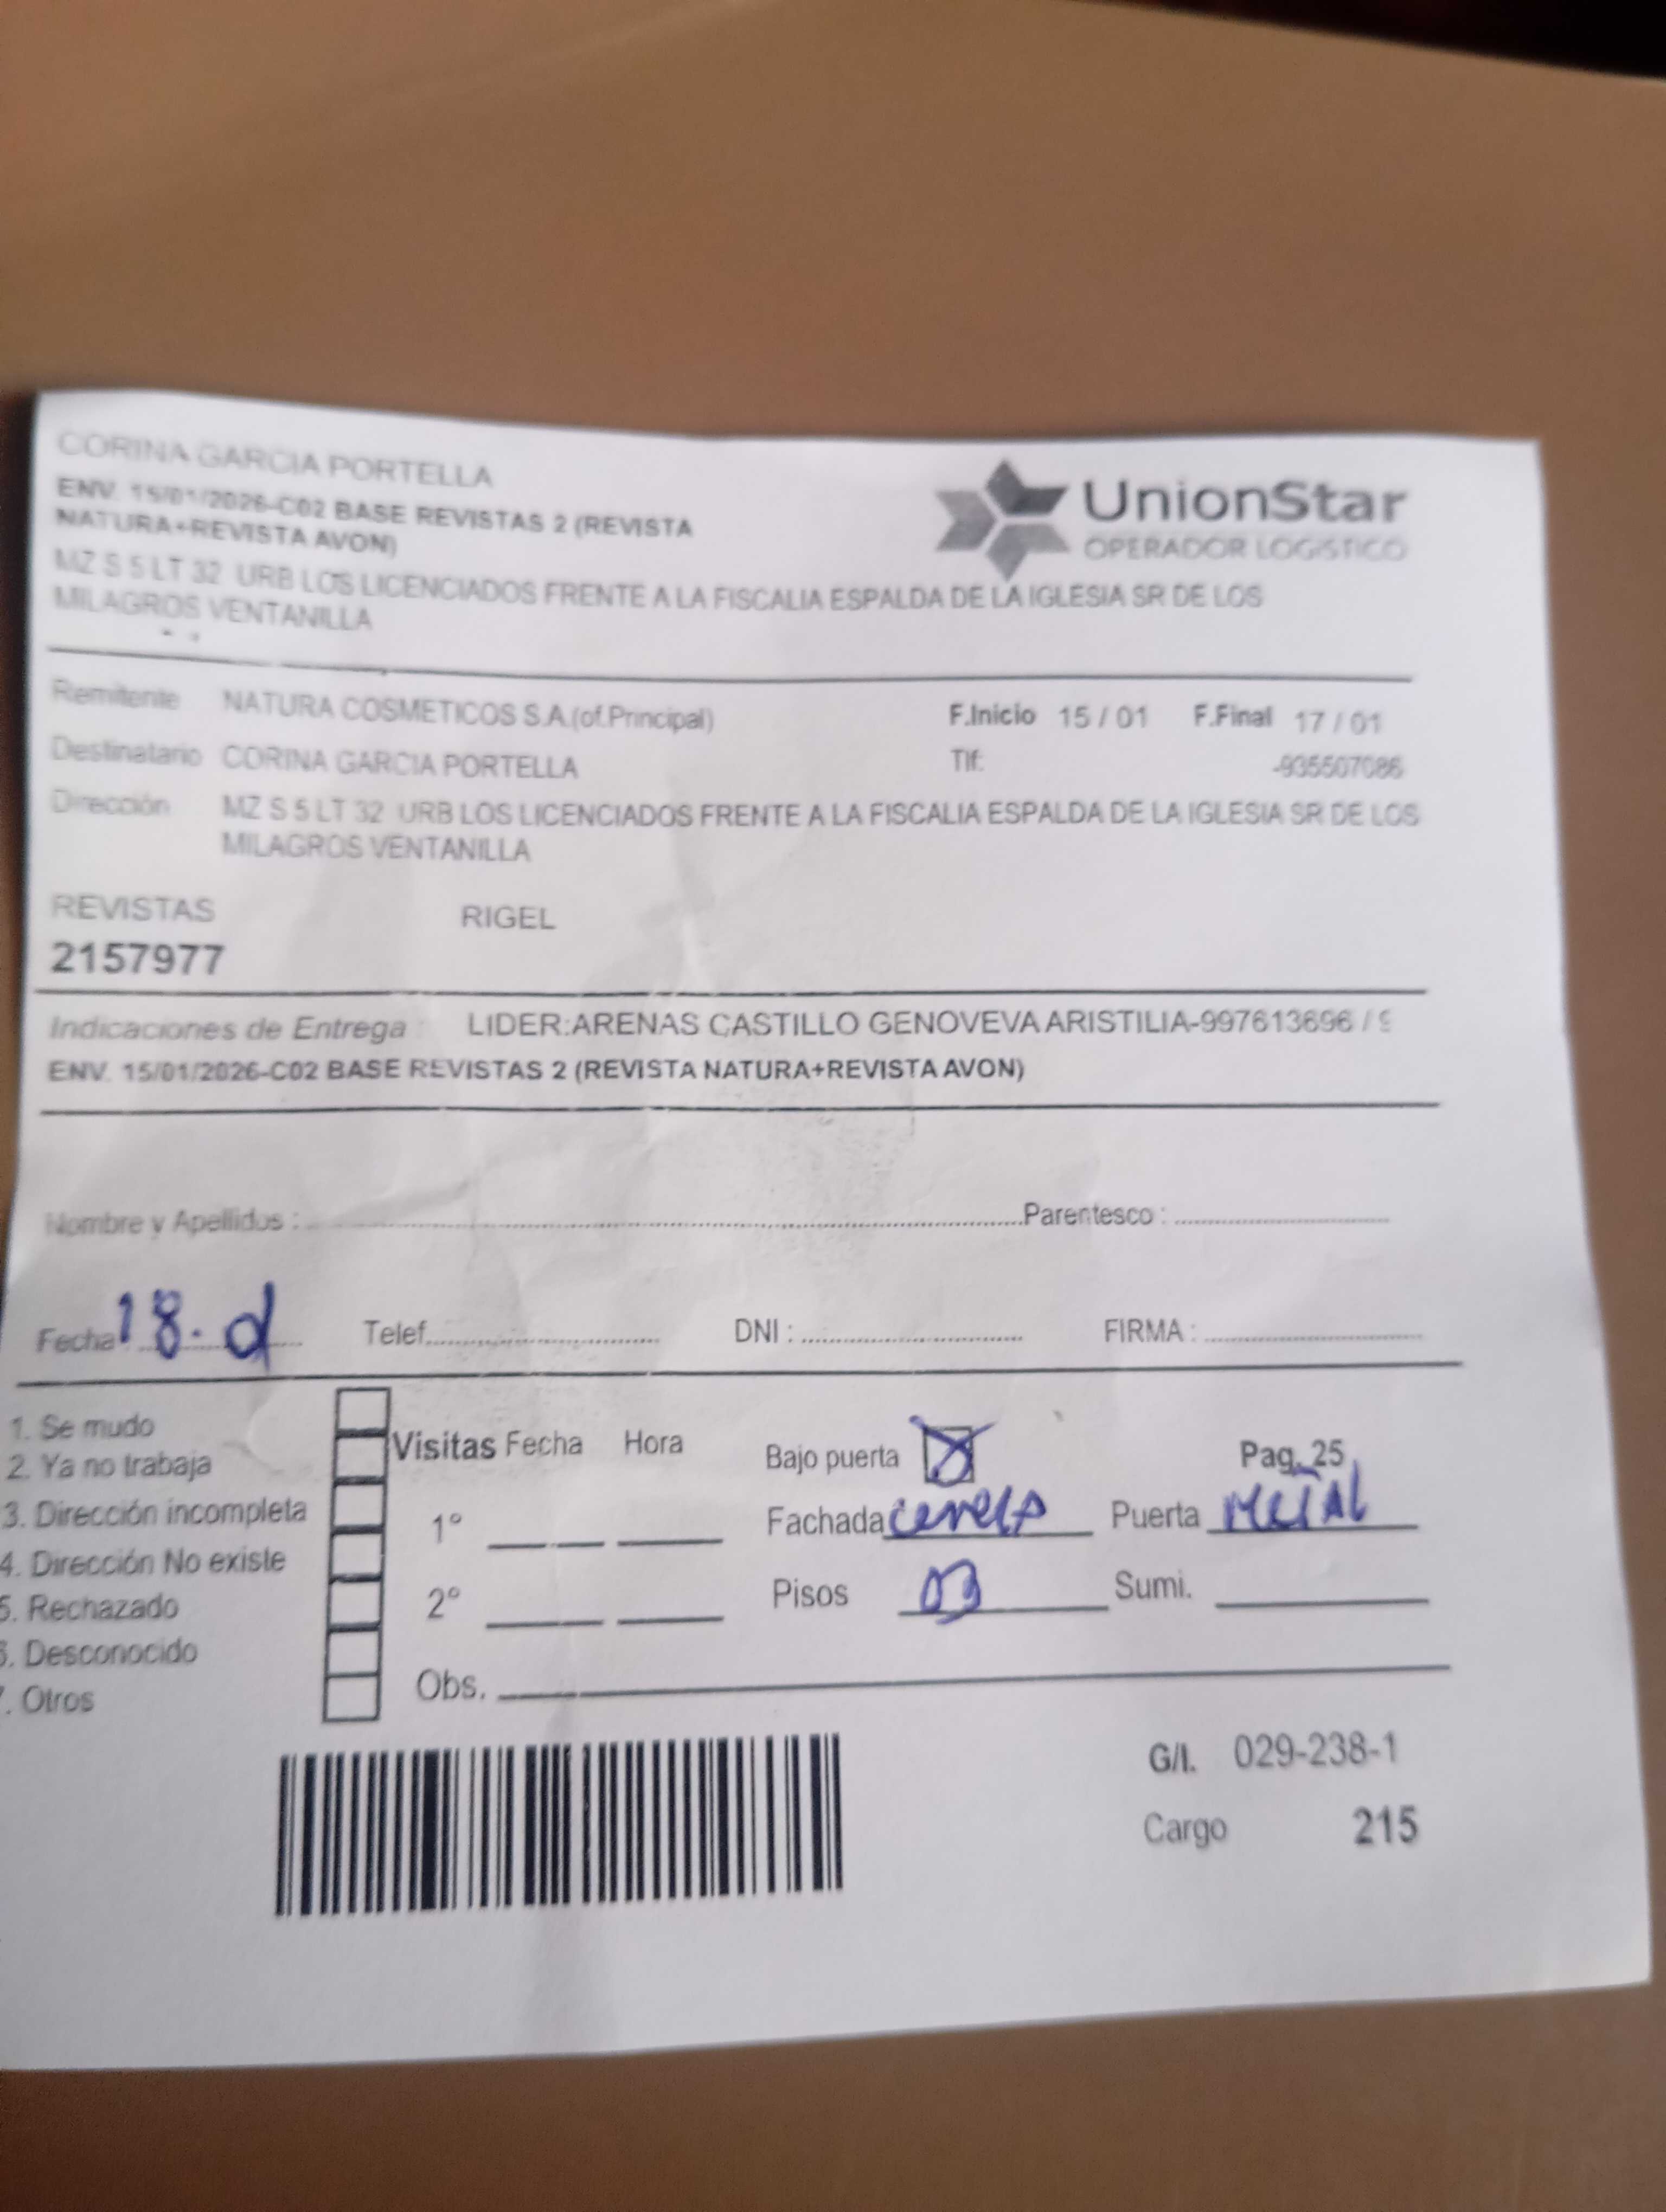 CORINA GARCIA PORTELLA
ENV. 15/01/2026-C02 BASE REVISTAS 2 (REVISTA
NATURA+REVISTA AVON)
MZ S 5 LT 32 URB LOS LICENCIADOS FRENTE A LA FISCALIA ESPALDA DE LA IGLESIA SR DE LOS
MILAGROS VENTANILLA
UnionStar
OPERADOR LOGISTICO
Remitente NATURA COSMETICOS S.A.(of.Principal) F.Inicio 15 / 01 F.Final 17 / 01
Destinatario CORINA GARCIA PORTELLA Tlf: -935507086
Dirección MZ S 5 LT 32 URB LOS LICENCIADOS FRENTE A LA FISCALIA ESPALDA DE LA IGLESIA SR DE LOS
MILAGROS VENTANILLA
REVISTAS RIGEL
2157977
Indicaciones de Entrega : LIDER:ARENAS CASTILLO GENOVEVA ARISTILIA-997613696 / 9
ENV. 15/01/2026-C02 BASE REVISTAS 2 (REVISTA NATURA+REVISTA AVON)
Nombre y Apellidos : Parentesco :
Fecha 18. d Telef. DNI : FIRMA :
1. Se mudo
2. Ya no trabaja
3. Dirección incompleta
4. Dirección No existe
5. Rechazado
6. Desconocido
7. Otros
Visitas Fecha Hora
1°
2°
Obs.
Bajo puerta X Pag. 25
Fachada Puerta METAL
Pisos 03 Sumi.
G/I. 029-238-1
Cargo 215